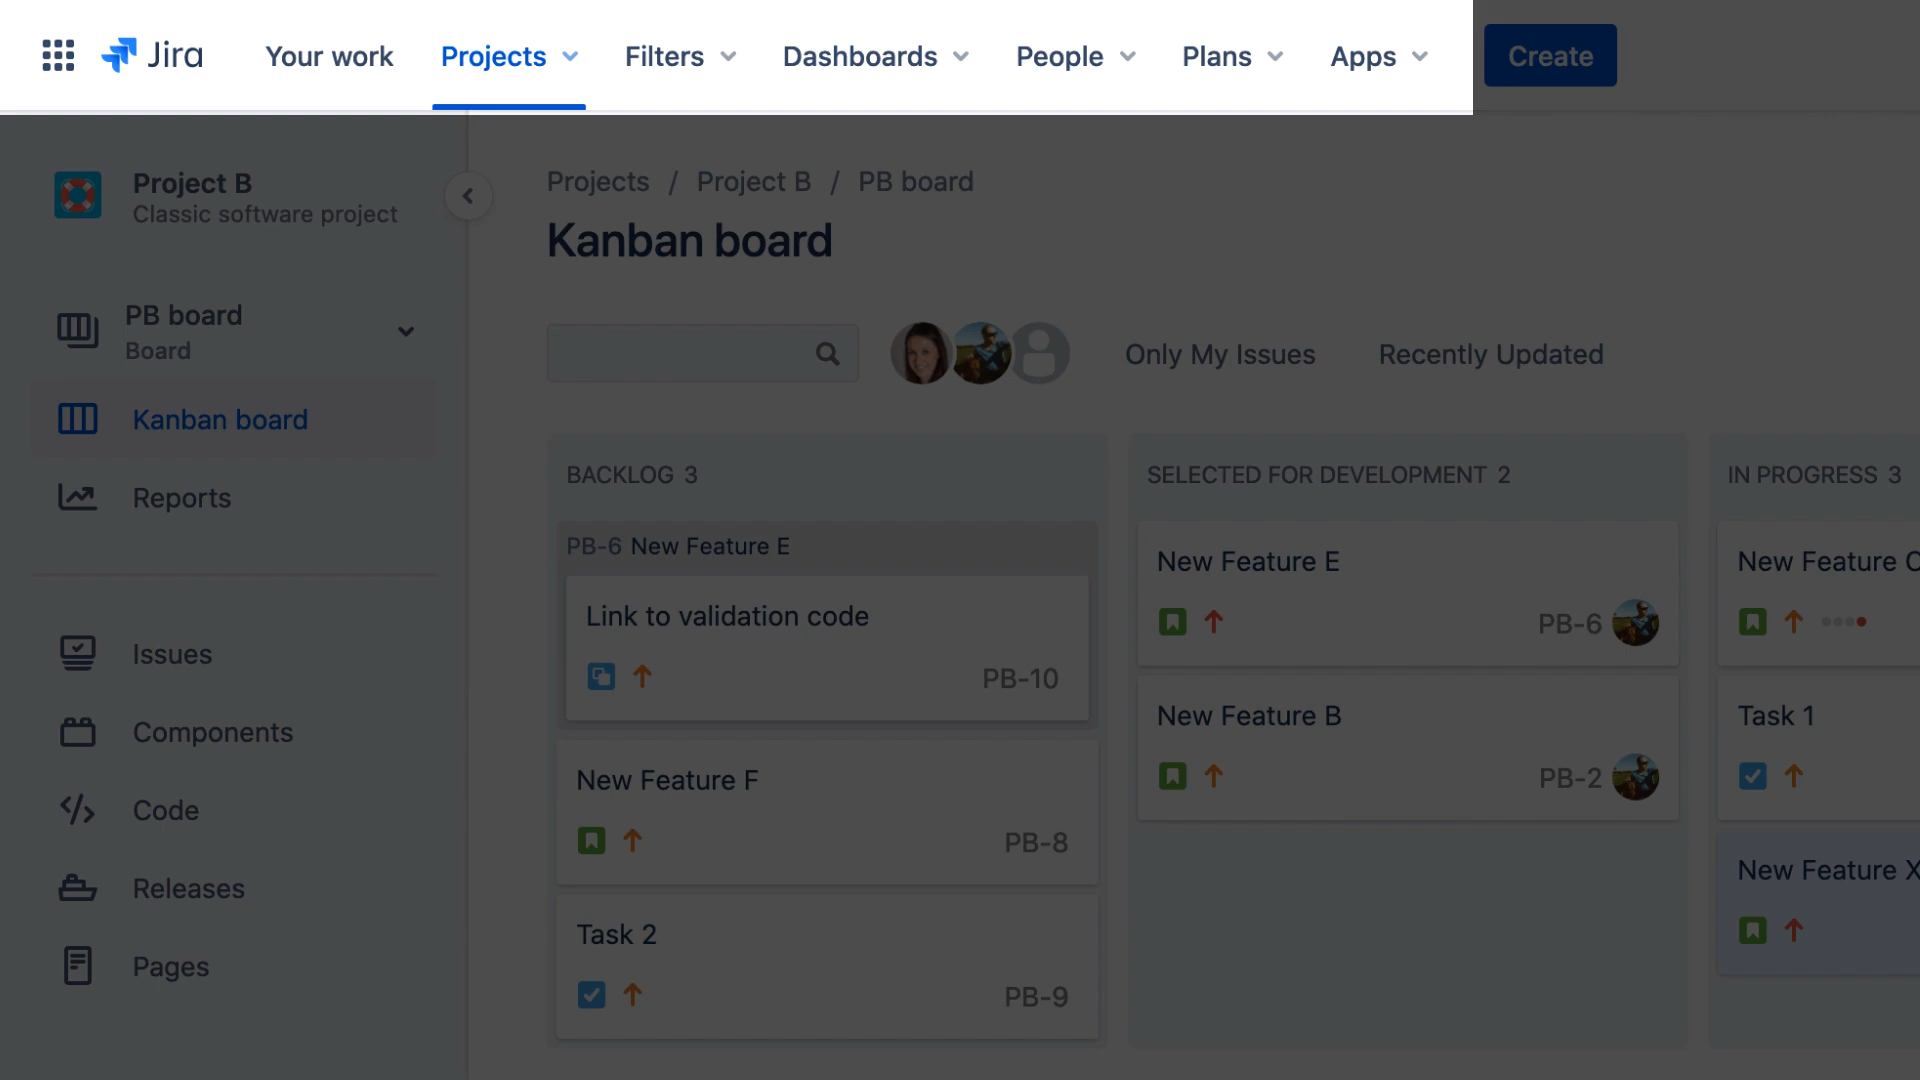 Jira Your work Projects Filters Dashboards People Plans Apps Create
Project B
Classic software project
PB board
Board
Kanban board
Reports
Issues
Components
Code
Releases
Pages
Projects / Project B / PB board
Kanban board
Only My Issues Recently Updated
BACKLOG 3
PB-6 New Feature E
Link to validation code
PB-10
New Feature F
PB-8
Task 2
PB-9
SELECTED FOR DEVELOPMENT 2
New Feature E
PB-6
New Feature B
PB-2
IN PROGRESS 3
New Feature
Task 1
New Feature X